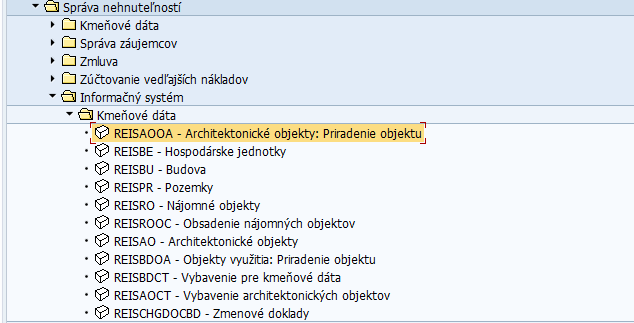 Správa nehnuteľností
Kmeňové dáta
Správa záujemcov
Zmluva
Zúčtovanie vedľajších nákladov
Informačný systém
Kmeňové dáta
REISAOOA - Architektonické objekty: Priradenie objektu
REISBE - Hospodárske jednotky
REISBU - Budova
REISPR - Pozemky
REISRO - Nájomné objekty
REISROOC - Obsadenie nájomných objektov
REISAO - Architektonické objekty
REISBDOA - Objekty využitia: Priradenie objektu
REISBDCT - Vybavenie pre kmeňové dáta
REISAOCT - Vybavenie architektonických objektov
REISCHGDOCBD - Zmenové doklady